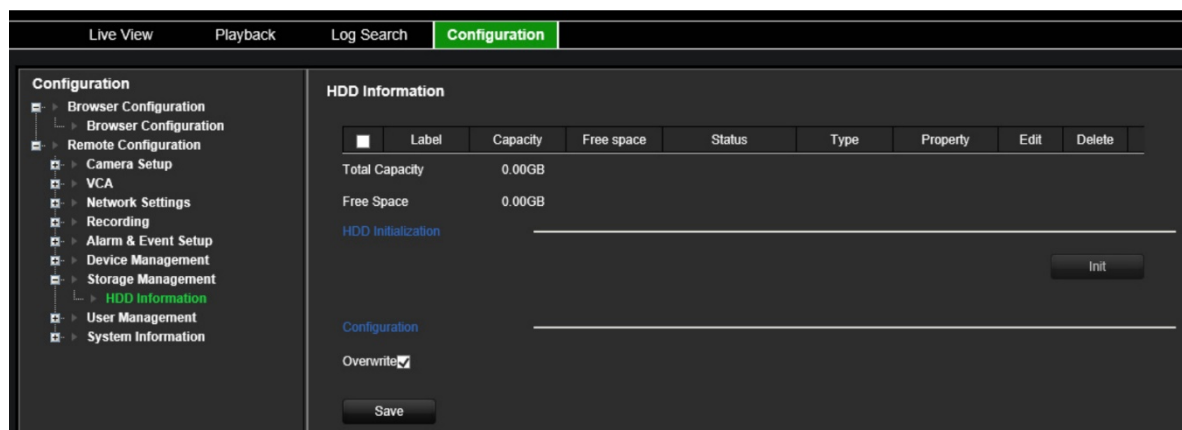 Live View Playback Log Search Configuration
Configuration
Browser Configuration
Browser Configuration
Remote Configuration
Camera Setup
VCA
Network Settings
Recording
Alarm & Event Setup
Device Management
Storage Management
HDD Information
User Management
System Information
HDD Information
Label Capacity Free space Status Type Property Edit Delete
Total Capacity 0.00GB
Free Space 0.00GB
HDD Initialization
Init
Configuration
Overwrite
Save